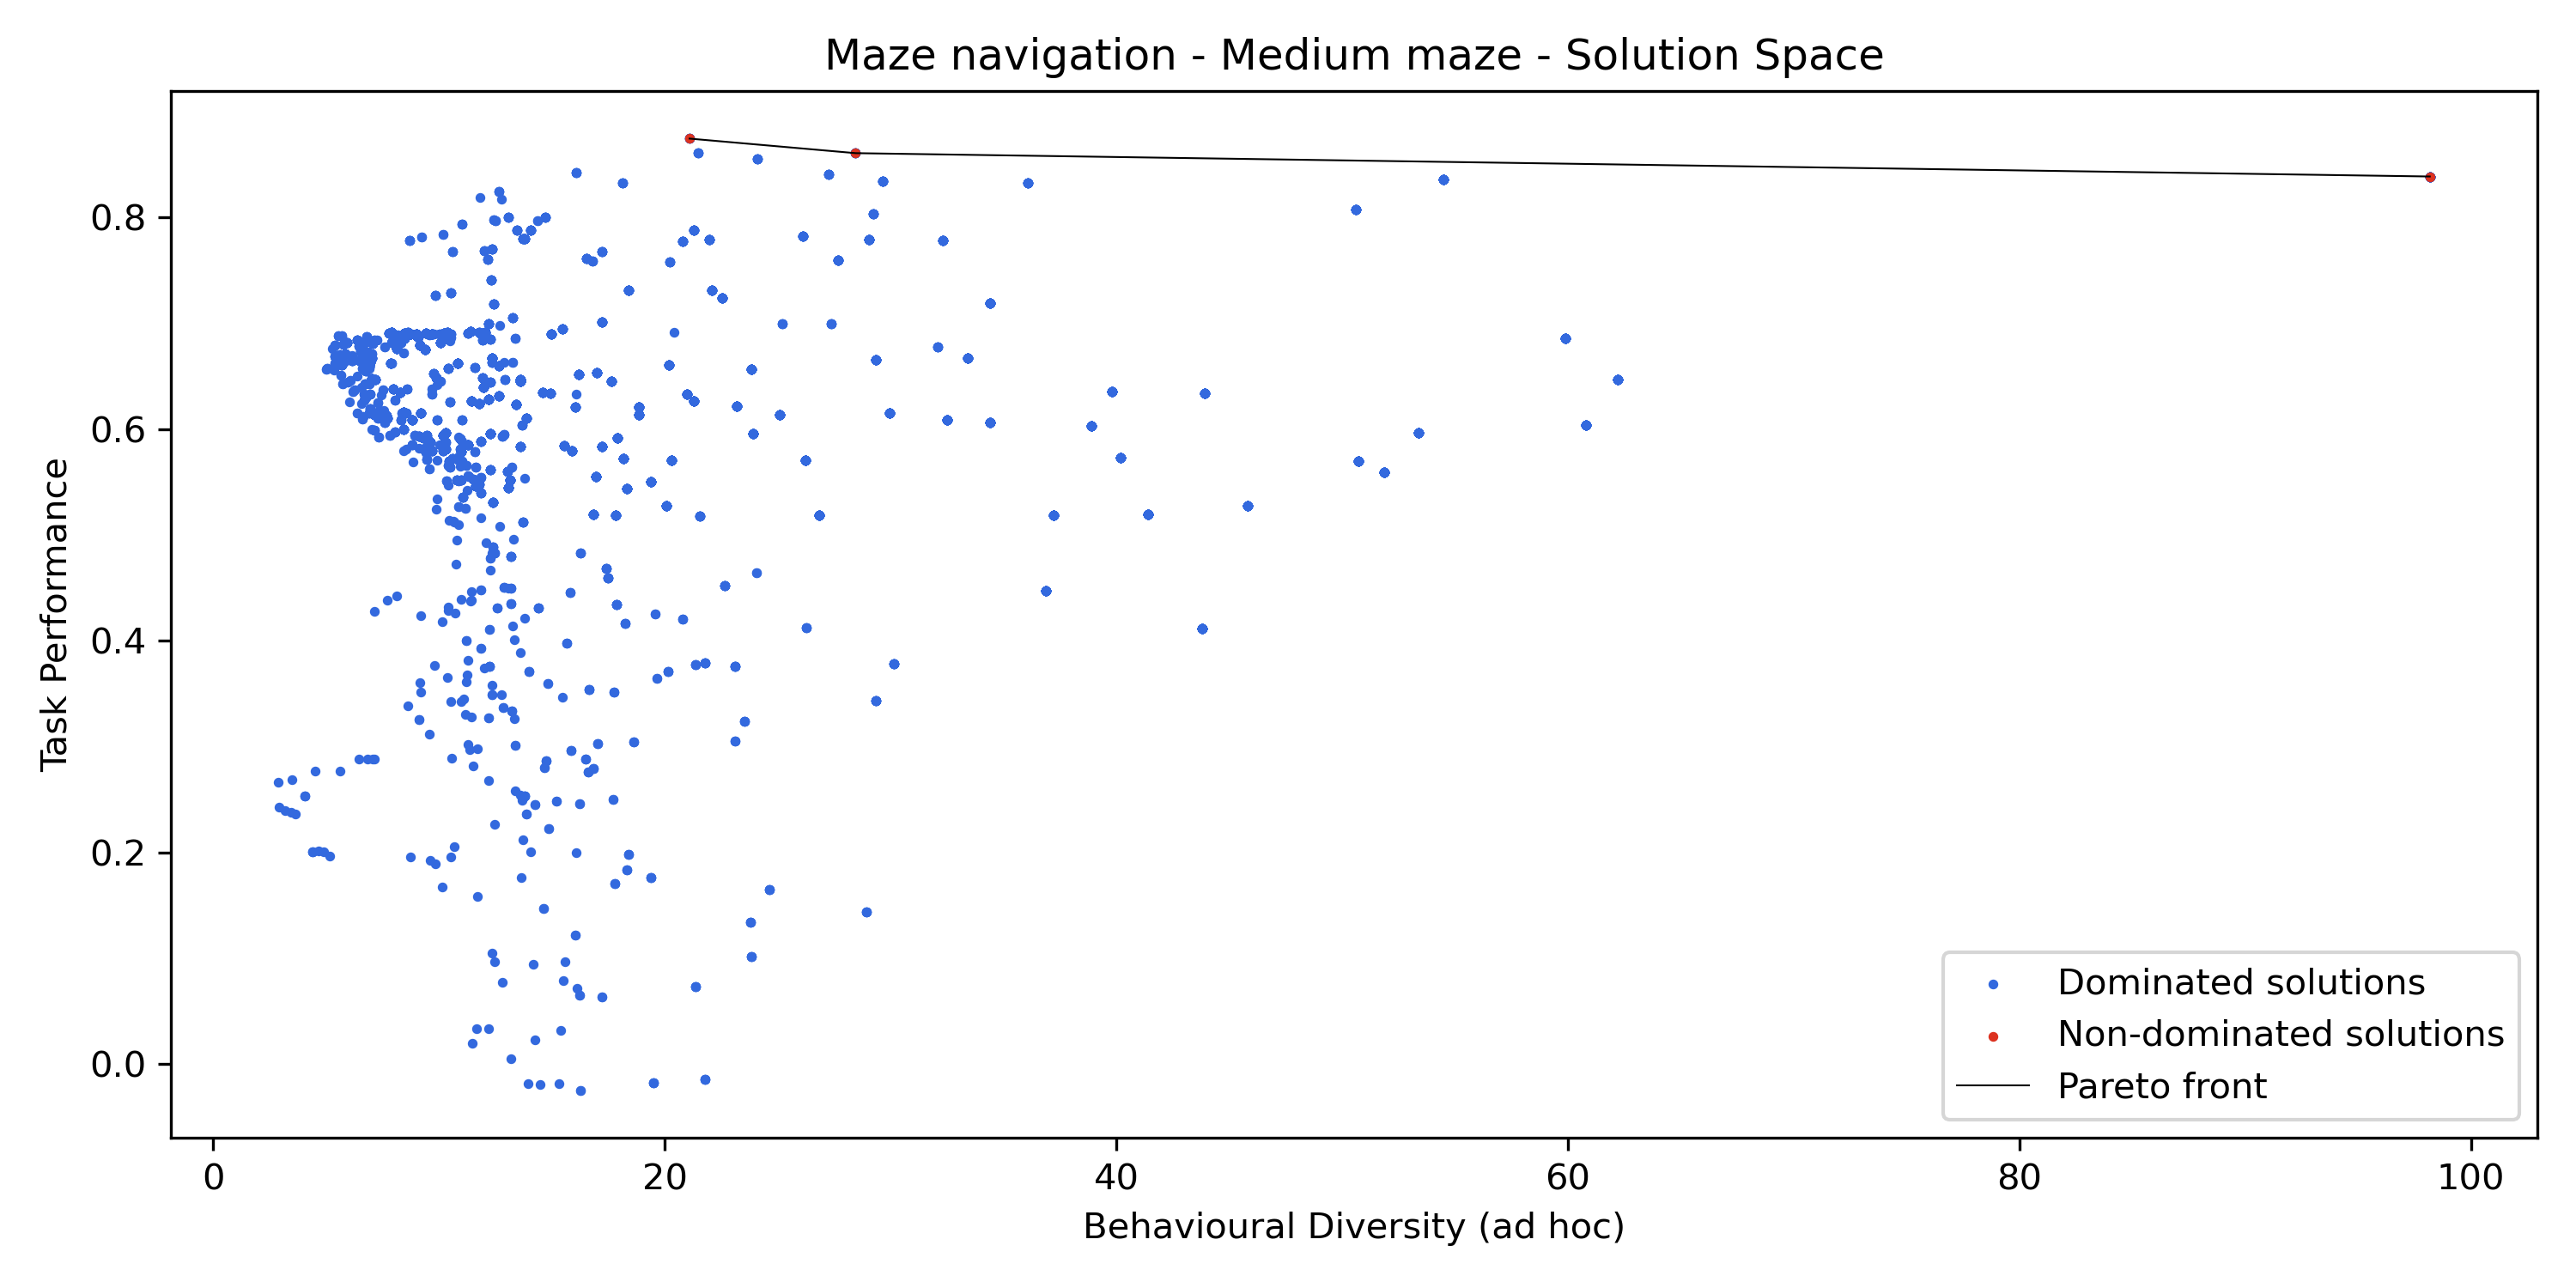 Maze navigation - Medium maze - Solution Space
Task Performance
0.8
0.6
0.4
0.2
0.0
0 20 40 60 80 100
Behavioural Diversity (ad hoc)
Dominated solutions
Non-dominated solutions
Pareto front